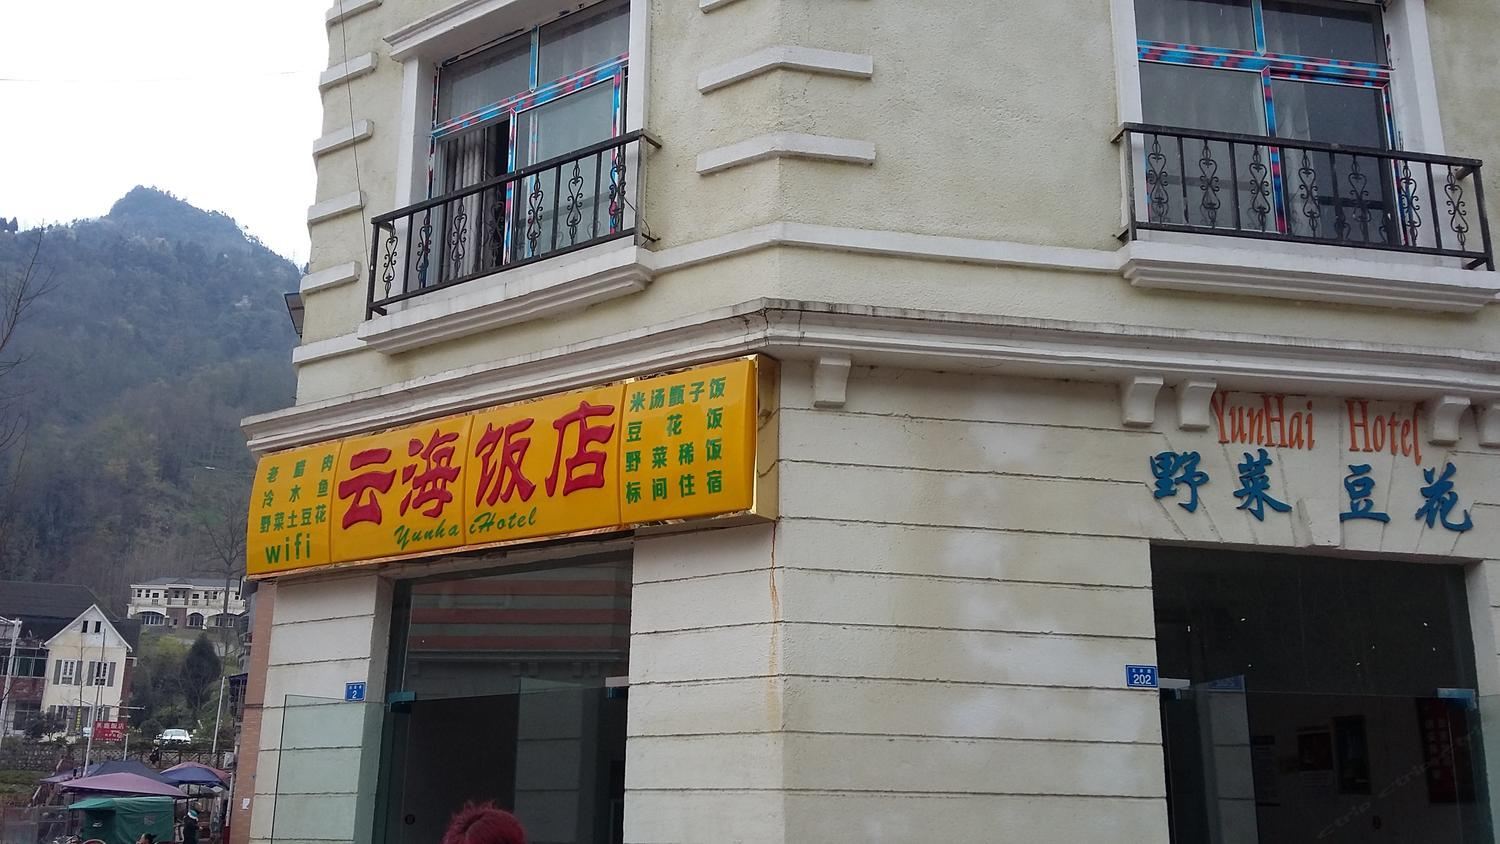 老腊肉
冷水鱼
野菜土豆花
wifi
云海饭店
Yunhai Hotel
米汤甑子饭
豆花饭
野菜稀饭
标间住宿
YunHai Hotel
野菜 豆花
2
202